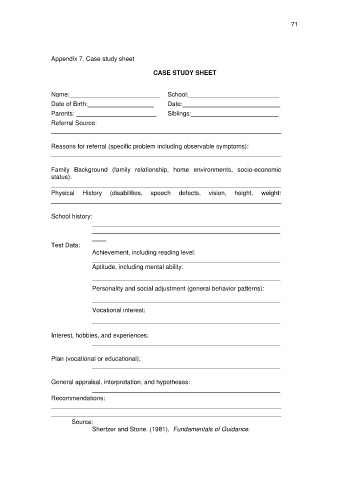 71
Appendix 7. Case study sheet
CASE STUDY SHEET
Name: School:
Date of Birth: Date:
Parents: Siblings:
Referral Source:
Reasons for referral (specific problem including observable symptoms):
Family Background (family relationship, home environments, socio-economic
status):
Physical History (disabilities, speech defects, vision, height, weight:
School history:
Test Data:
Achievement, including reading level:
Aptitude, including mental ability:
Personality and social adjustment (general behavior patterns):
Vocational interest:
Interest, hobbies, and experiences:
Plan (vocational or educational):
General appraisal, interpretation, and hypotheses:
Recommendations:
Source:
Shertzer and Stone. (1981). Fundamentals of Guidance.